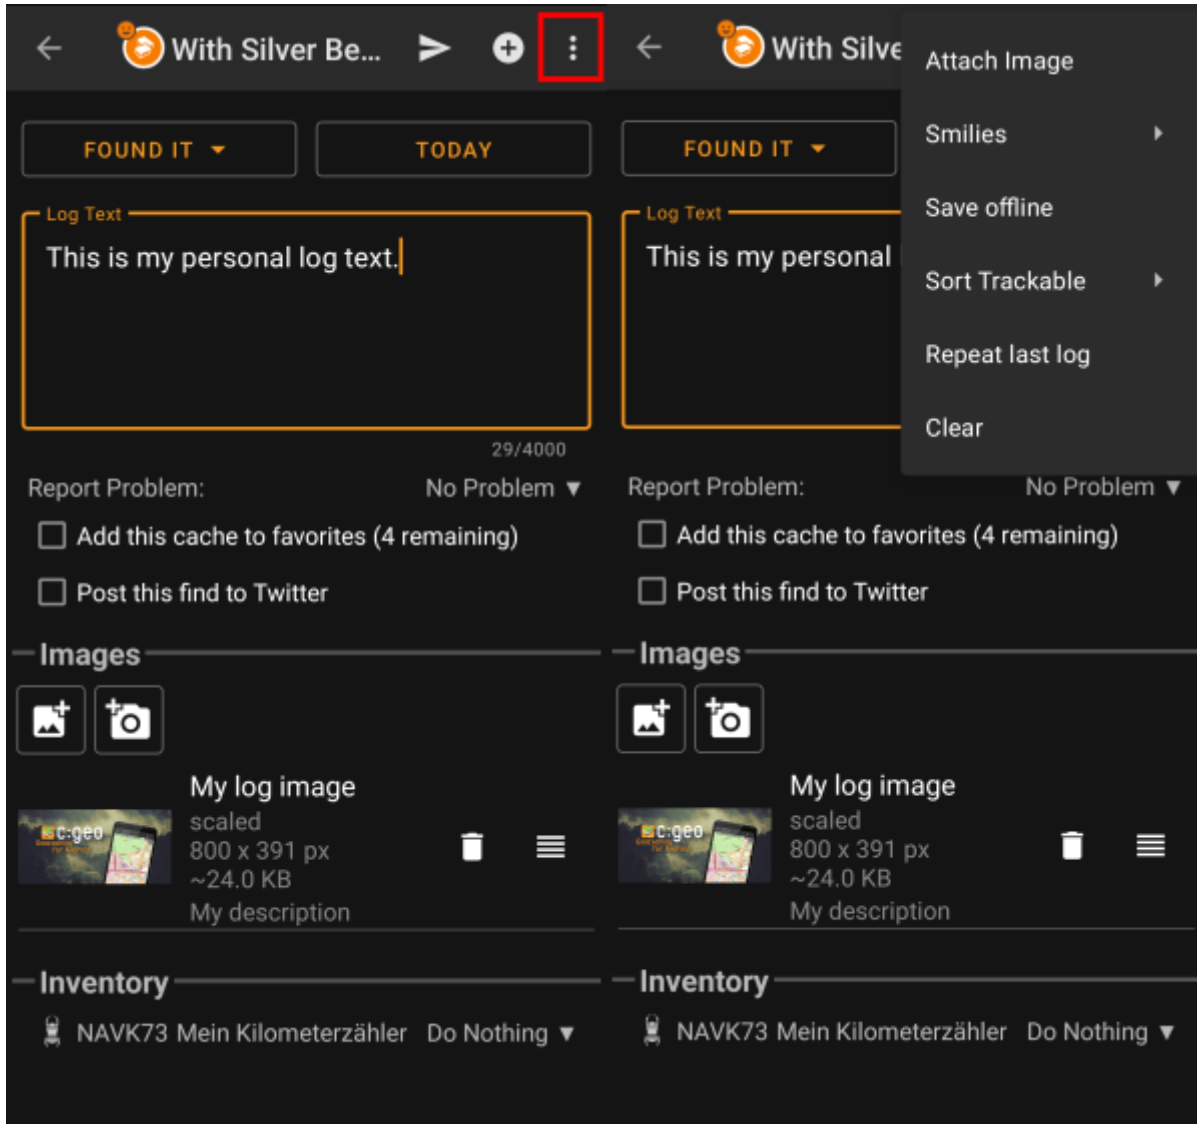 With Silver Be...
FOUND IT
TODAY
Log Text
This is my personal log text.
29/4000
Report Problem:
No Problem
Add this cache to favorites (4 remaining)
Post this find to Twitter
Images
My log image
scaled
800 x 391 px
~24.0 KB
My description
c:geo
Inventory
NAVK73 Mein Kilometerzähler
Do Nothing
With Silve
Attach Image
Smilies
Save offline
Sort Trackable
Repeat last log
Clear
FOUND IT
Log Text
This is my personal
Report Problem:
No Problem
Add this cache to favorites (4 remaining)
Post this find to Twitter
Images
My log image
scaled
800 x 391 px
~24.0 KB
My description
c:geo
Inventory
NAVK73 Mein Kilometerzähler
Do Nothing